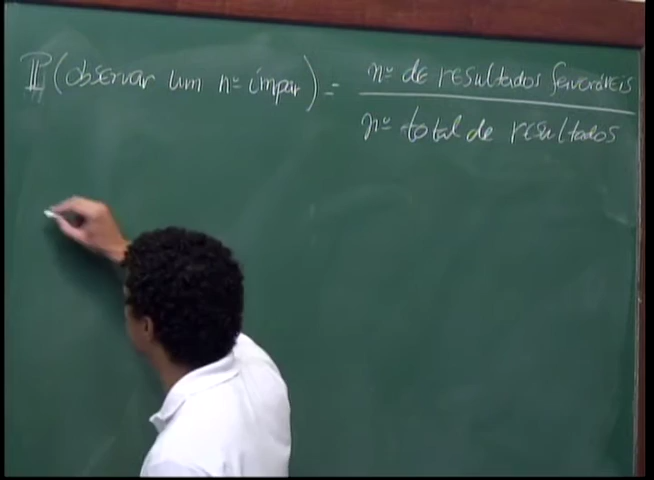 ℙ(observar um nº ímpar) = nº de resultados favoráveis
nº total de resultados